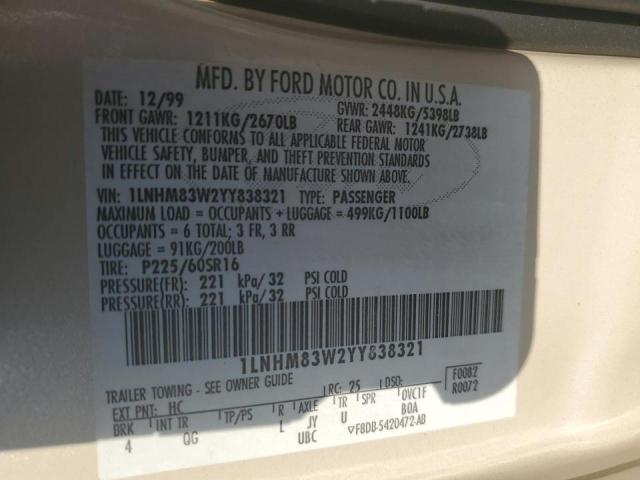 MFD. BY FORD MOTOR CO. IN U.S.A.
DATE: 12/99 GVWR: 2448KG/5398LB
FRONT GAWR: 1211KG/2670LB REAR GAWR: 1241KG/2738LB
THIS VEHICLE CONFORMS TO ALL APPLICABLE FEDERAL MOTOR
VEHICLE SAFETY, BUMPER, AND THEFT PREVENTION STANDARDS
IN EFFECT ON THE DATE OF MANUFACTURE SHOWN ABOVE.
VIN: 1LNHM83W2YY838321 TYPE: PASSENGER
MAXIMUM LOAD = OCCUPANTS + LUGGAGE = 499KG/1100LB
OCCUPANTS = 6 TOTAL; 3 FR, 3 RR
LUGGAGE = 91KG/200LB
TIRE: P225/60SR16
PRESSURE(FR): 221 kPa/32 PSI COLD
PRESSURE(RR): 221 kPa/32 PSI COLD
1LNHM83W2YY838321
TRAILER TOWING - SEE OWNER GUIDE F0082
EXT PNT: HC RC: 25 DSO: R0072
BRK INT TR TP/PS R AXLE TR SPR 0VC1F
4 QG L JY U B0A
UBC ▽F8DB-5420472-AB